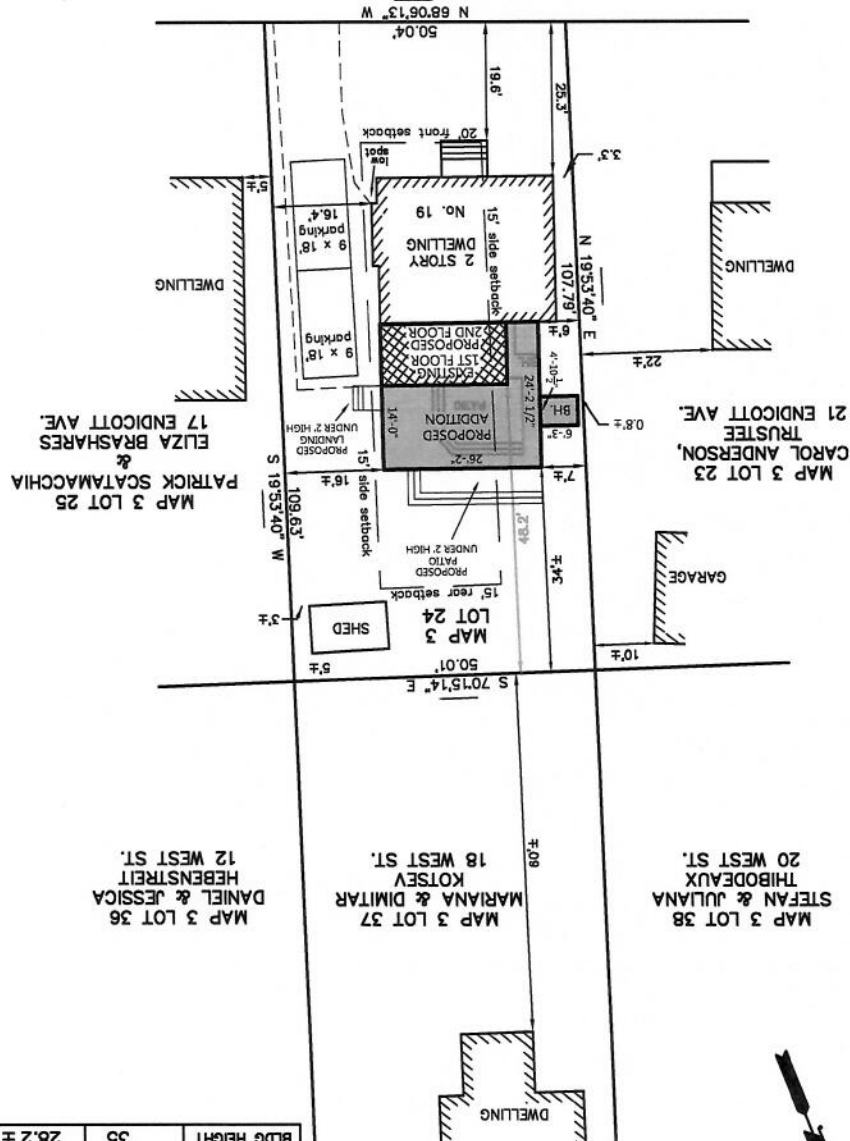 N 68°06'13" W
50.04'
19.6'
25.3'
3.3'
20' front setback
low
spot
5'±
16.4'
9 x 18'
parking
9 x 18'
parking
No. 19
2 STORY
DWELLING
15' side setback
DWELLING
DWELLING
N 19°53'40" E
107.79'
22'±
6'±
EXISTING
1ST FLOOR
PROPOSED
2ND FLOOR
4'-10½"
BH.
6'-3"
0.8'±
24'-2 1/2"
PROPOSED
ADDITION
14'-0"
26'-2"
PROPOSED
LANDING
UNDER 2' HIGH
15' side setback
16'±
7'±
MAP 3 LOT 25
PATRICK SCATAMACCHIA
&
ELIZA BRASHARES
17 ENDICOTT AVE.
MAP 3 LOT 23
CAROL ANDERSON,
TRUSTEE
21 ENDICOTT AVE.
S 19°53'40" W
109.63'
48.2'
34'±
PROPOSED
PATIO
UNDER 2' HIGH
15' rear setback
MAP 3
LOT 24
SHED
3'±
5'±
GARAGE
10'±
50.01'
S 70°15'14" E
60'±
MAP 3 LOT 36
DANIEL & JESSICA
HEBENSTREIT
12 WEST ST.
MAP 3 LOT 37
MARIANA & DIMITAR
KOTSEV
18 WEST ST.
MAP 3 LOT 38
STEFAN & JULIANA
THIBODEAUX
20 WEST ST.
DWELLING
BLDG HEIGHT 35 28.2 ±